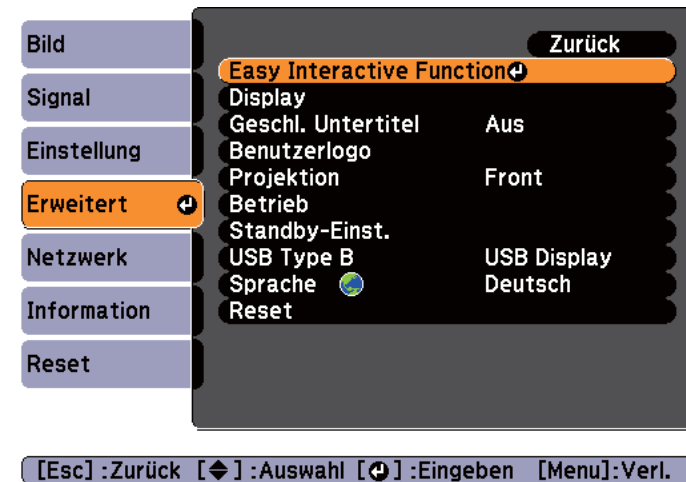 Bild
Signal
Einstellung
Erweitert
Netzwerk
Information
Reset
Zurück
Easy Interactive Function
Display
Geschl. Untertitel Aus
Benutzerlogo
Projektion Front
Betrieb
Standby-Einst.
USB Type B USB Display
Sprache Deutsch
Reset
[Esc] :Zurück [◆] :Auswahl [↵] :Eingeben [Menu]:Verl.